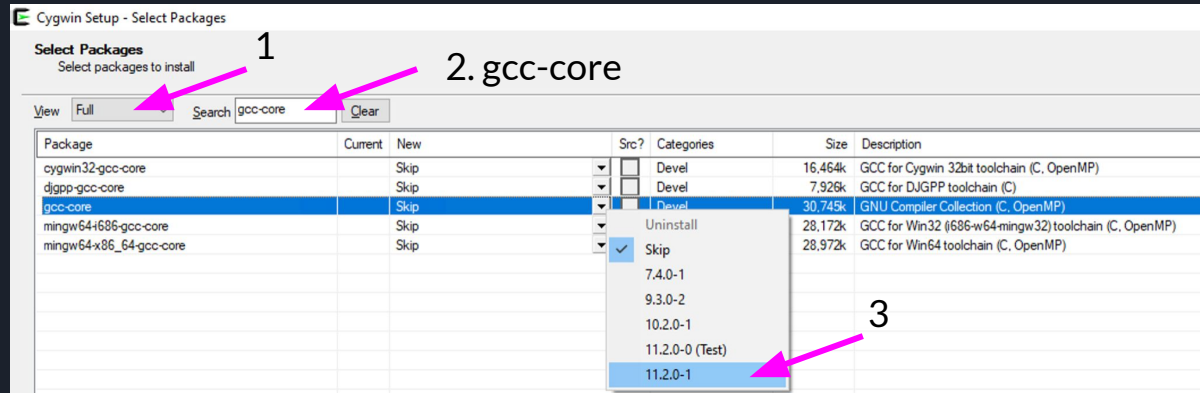 Cygwin Setup - Select Packages
Select Packages
Select packages to install
1
2. gcc-core
View Full Search gcc-core Clear
Package Current New Src? Categories Size Description
cygwin32-gcc-core Skip Devel 16,464k GCC for Cygwin 32bit toolchain (C, OpenMP)
djgpp-gcc-core Skip Devel 7,926k GCC for DJGPP toolchain (C)
gcc-core Skip Devel 30,745k GNU Compiler Collection (C, OpenMP)
mingw64-i686-gcc-core Skip 28,172k GCC for Win32 (i686-w64-mingw32) toolchain (C, OpenMP)
mingw64-x86_64-gcc-core Skip 28,972k GCC for Win64 toolchain (C, OpenMP)
Uninstall
Skip
7.4.0-1
9.3.0-2
10.2.0-1
11.2.0-0 (Test)
11.2.0-1
3